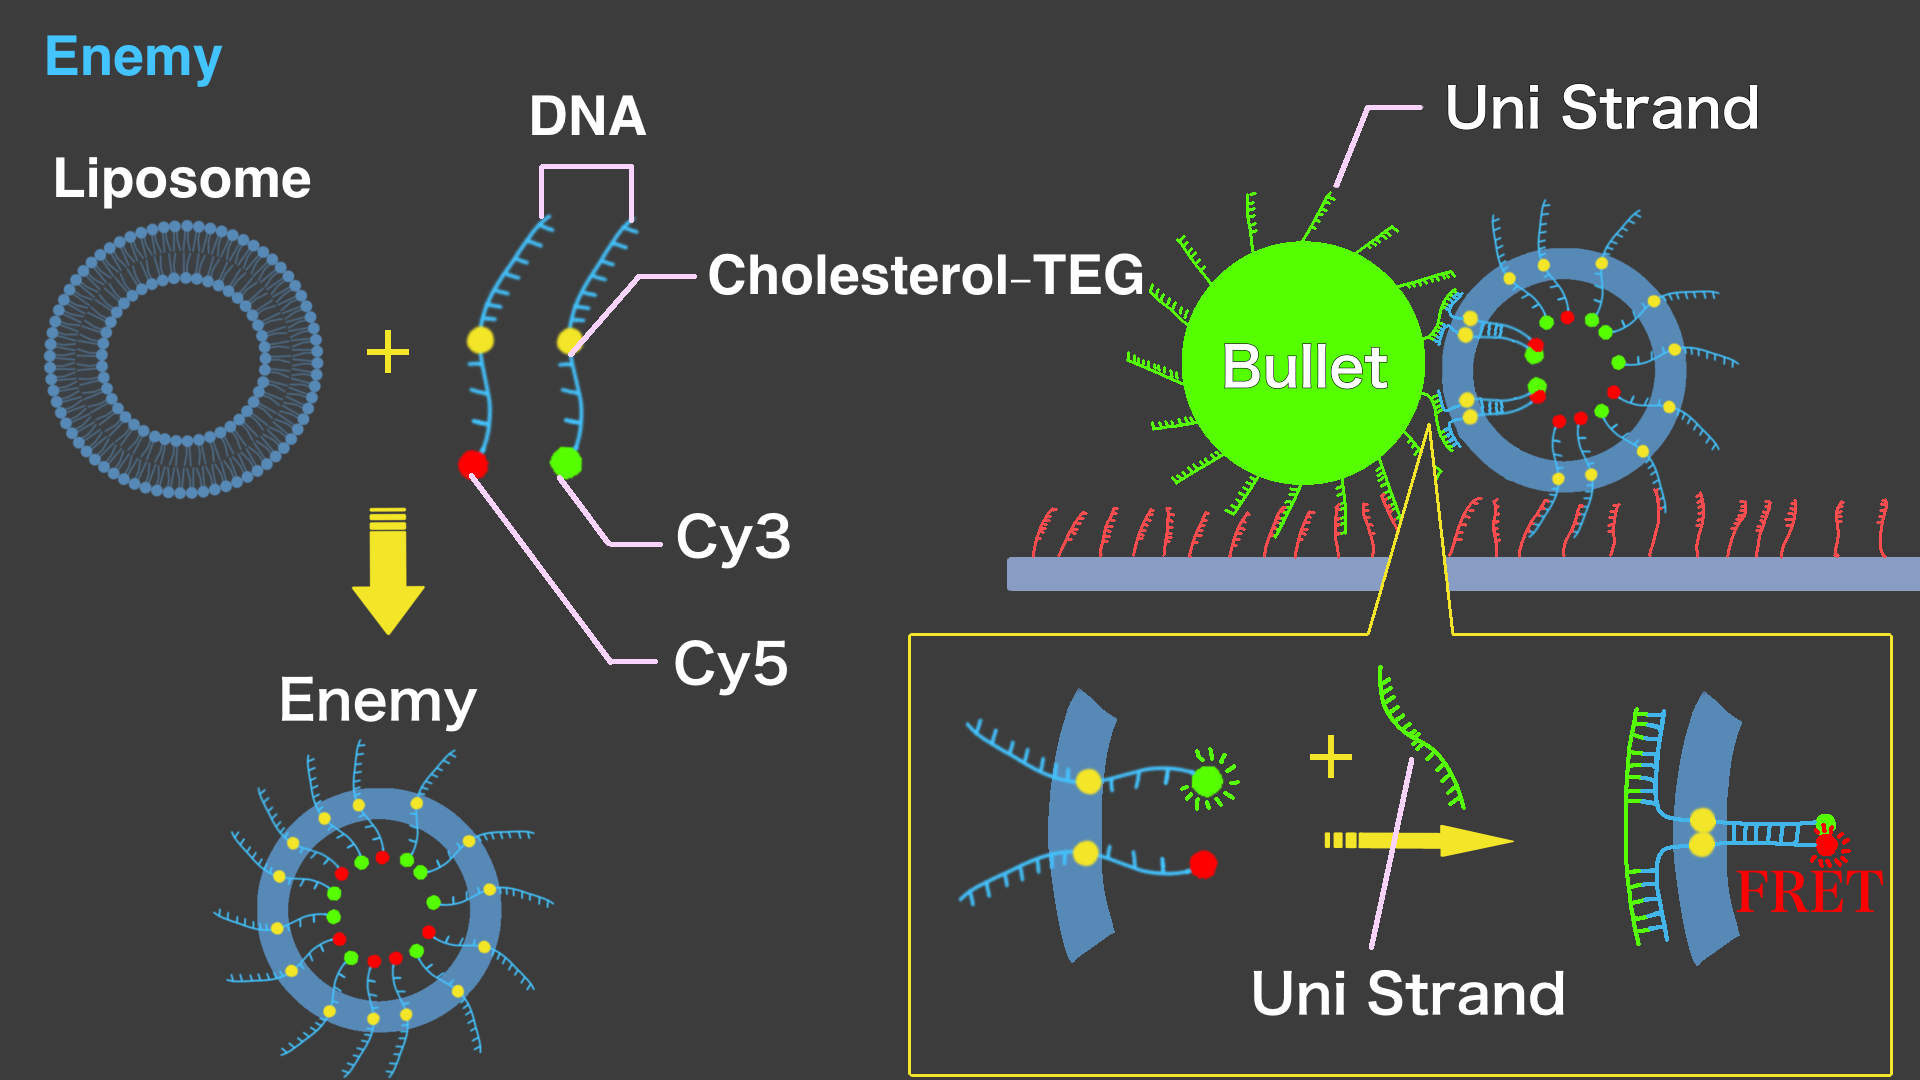 Enemy
DNA
Liposome
Cholesterol-TEG
Cy3
Cy5
Enemy
Uni Strand
Bullet
FRET
Uni Strand